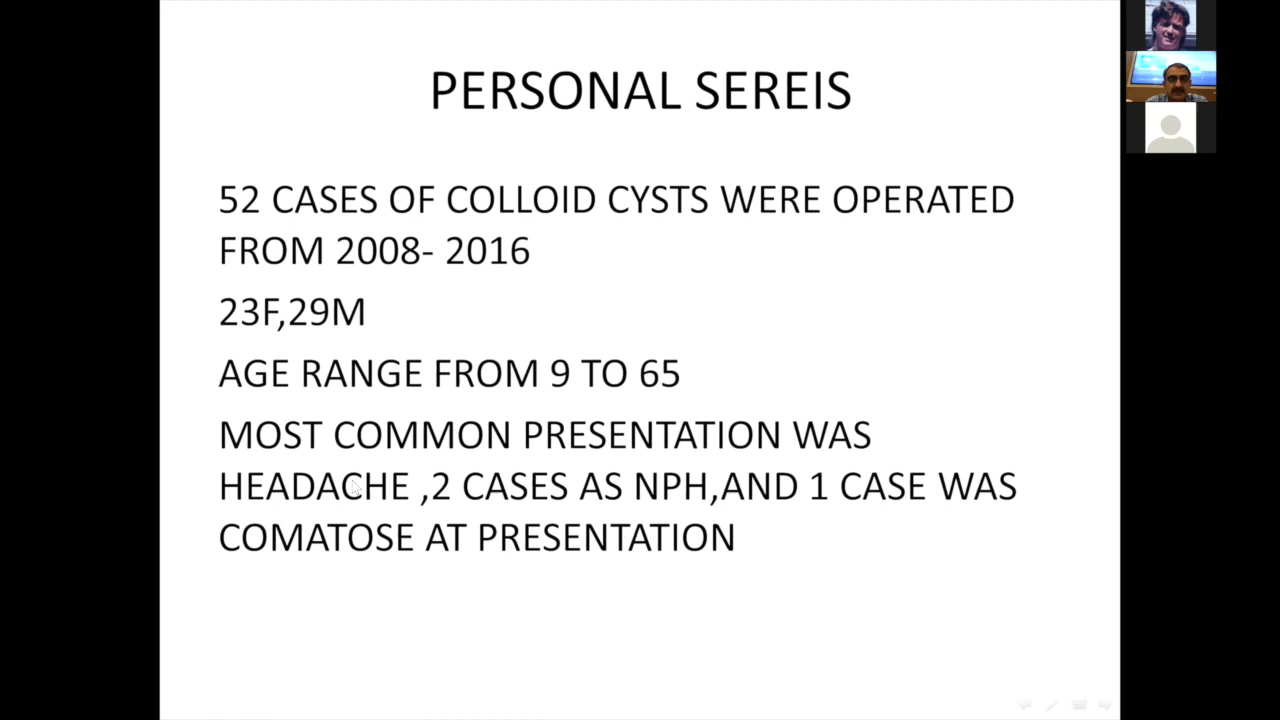 PERSONAL SEREIS
52 CASES OF COLLOID CYSTS WERE OPERATED
FROM 2008- 2016
23F,29M
AGE RANGE FROM 9 TO 65
MOST COMMON PRESENTATION WAS
HEADACHE ,2 CASES AS NPH,AND 1 CASE WAS
COMATOSE AT PRESENTATION